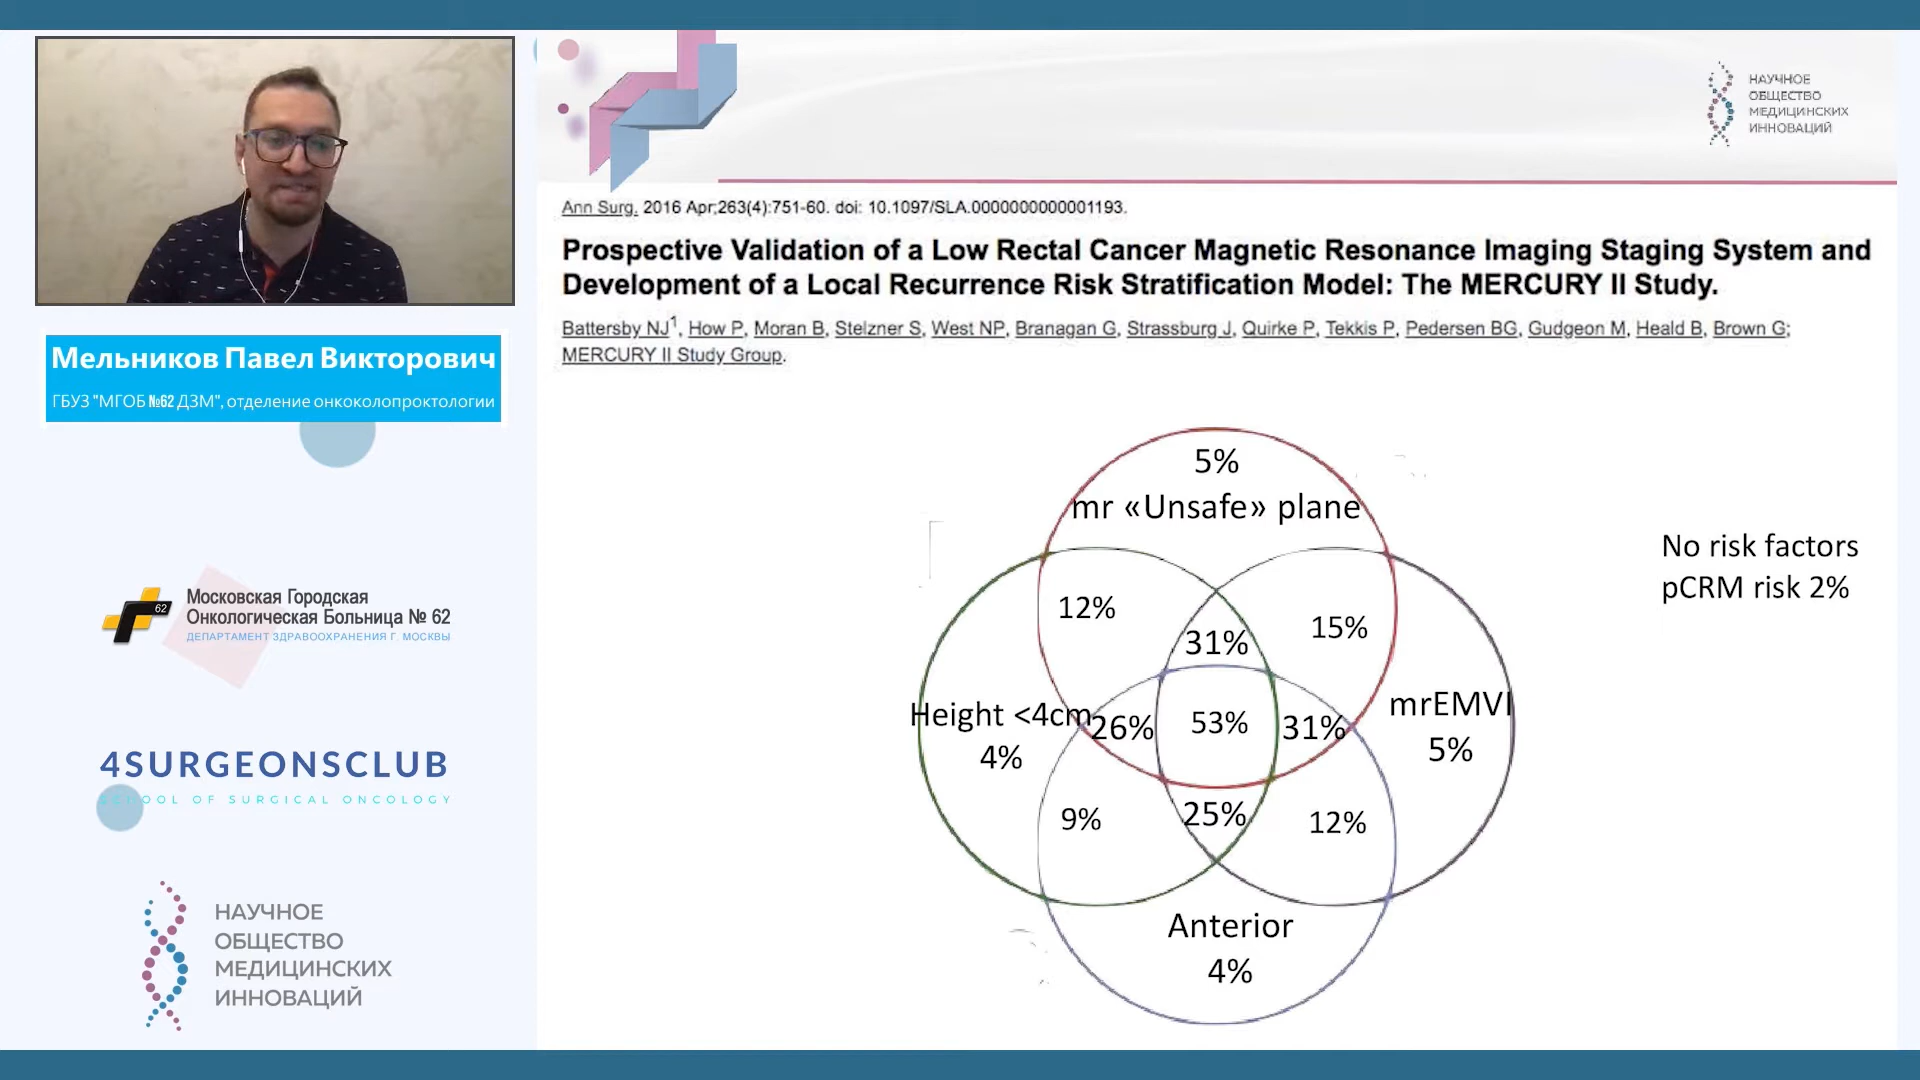 Мельников Павел Викторович
ГБУЗ "МГОБ №62 ДЗМ", отделение онкоколопроктологии
62
Московская Городская
Онкологическая Больница № 62
ДЕПАРТАМЕНТ ЗДРАВООХРАНЕНИЯ Г. МОСКВЫ
4SURGEONSCLUB
SCHOOL OF SURGICAL ONCOLOGY
НАУЧНОЕ
ОБЩЕСТВО
МЕДИЦИНСКИХ
ИННОВАЦИЙ
НАУЧНОЕ
ОБЩЕСТВО
МЕДИЦИНСКИХ
ИННОВАЦИЙ
Ann Surg. 2016 Apr;263(4):751-60. doi: 10.1097/SLA.0000000000001193.
Prospective Validation of a Low Rectal Cancer Magnetic Resonance Imaging Staging System and
Development of a Local Recurrence Risk Stratification Model: The MERCURY II Study.
Battersby NJ1, How P, Moran B, Stelzner S, West NP, Branagan G, Strassburg J, Quirke P, Tekkis P, Pedersen BG, Gudgeon M, Heald B, Brown G;
MERCURY II Study Group.
5%
mr «Unsafe» plane
No risk factors
pCRM risk 2%
12%
31%
15%
Height <4cm
4%
26%
53%
31%
mrEMVI
5%
9%
25%
12%
Anterior
4%